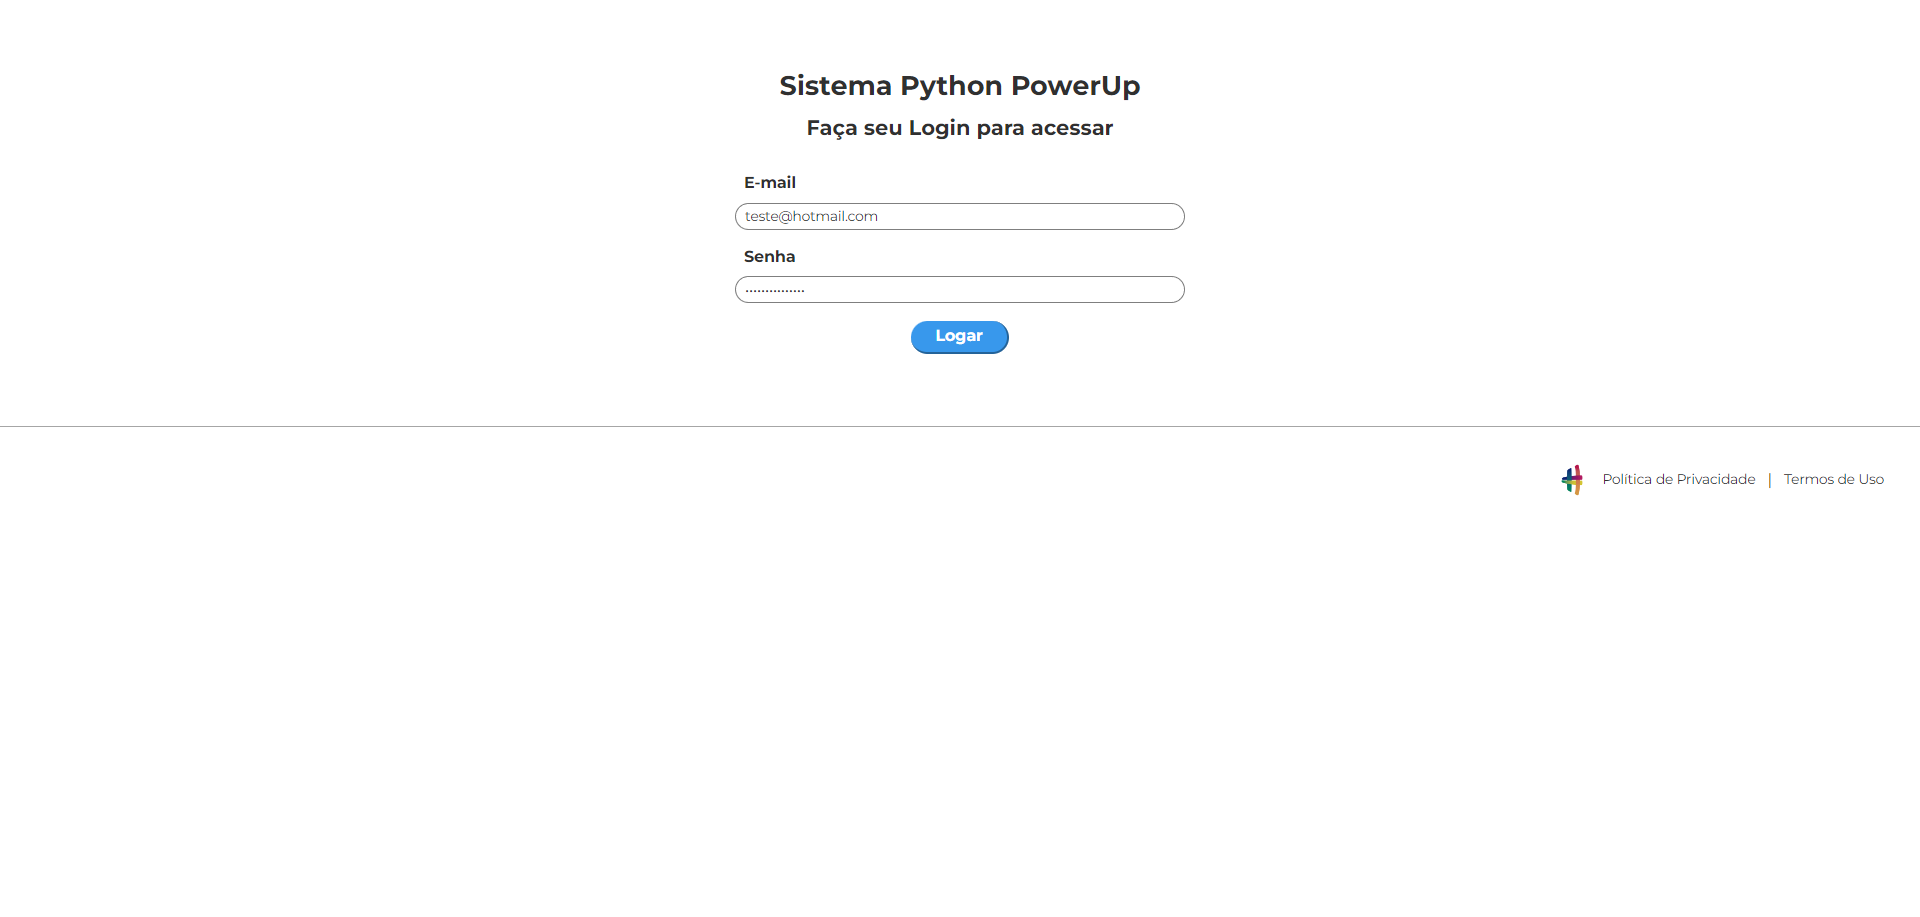 Sistema Python PowerUp
Faça seu Login para acessar
E-mail
teste@hotmail.com
Senha
...............
Logar
Política de Privacidade | Termos de Uso